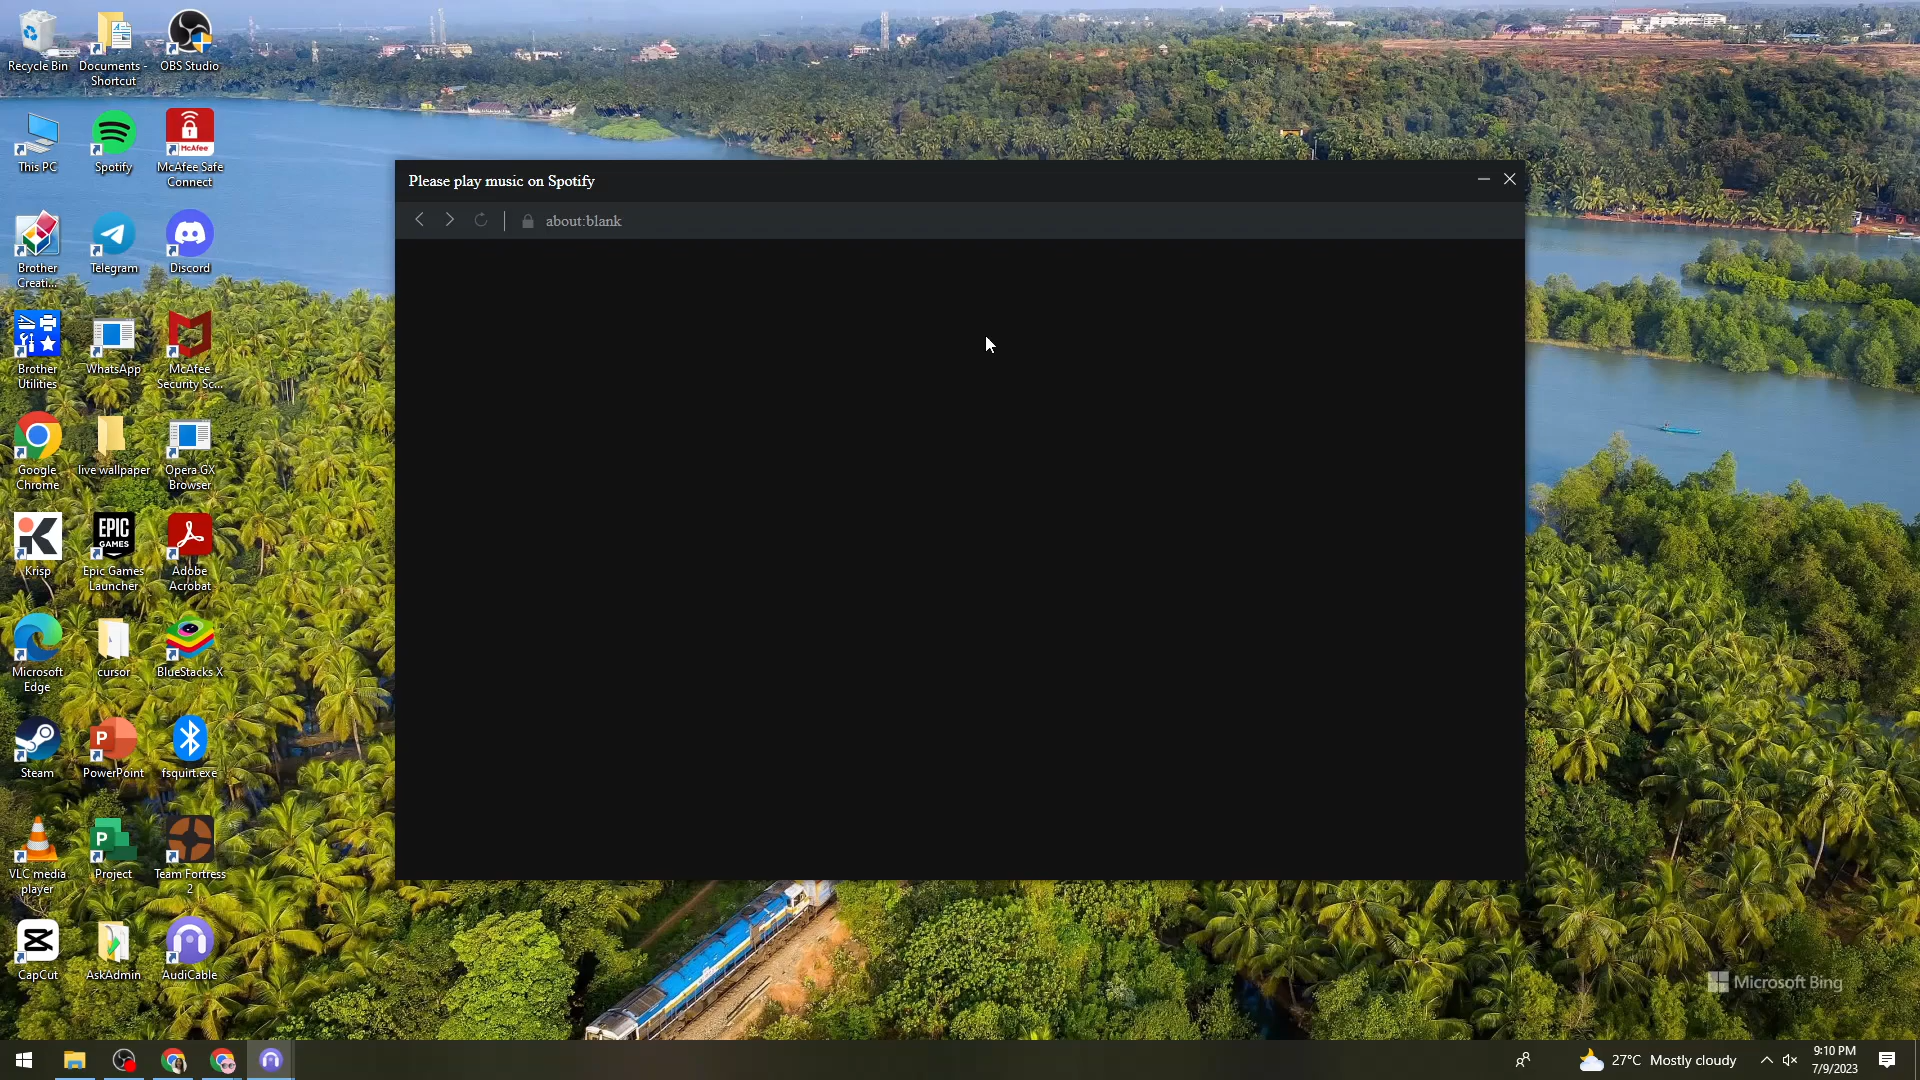 Recycle Bin
Documents -
Shortcut
OBS Studio
This PC
Spotify
McAfee
McAfee Safe
Connect
Brother
Creati...
Telegram
Discord
Brother
Utilities
WhatsApp
McAfee
Security Sc...
Google
Chrome
live wallpaper
Opera GX
Browser
Krisp
EPIC
GAMES
Epic Games
Launcher
Adobe
Acrobat
Microsoft
Edge
cursor
BlueStacks X
Steam
P
PowerPoint
fsquirt.exe
VLC media
player
P
Project
Team Fortress
2
CapCut
AskAdmin
AudiCable
Please play music on Spotify
about:blank
Microsoft Bing
27°C Mostly cloudy
9:10 PM
7/9/2023